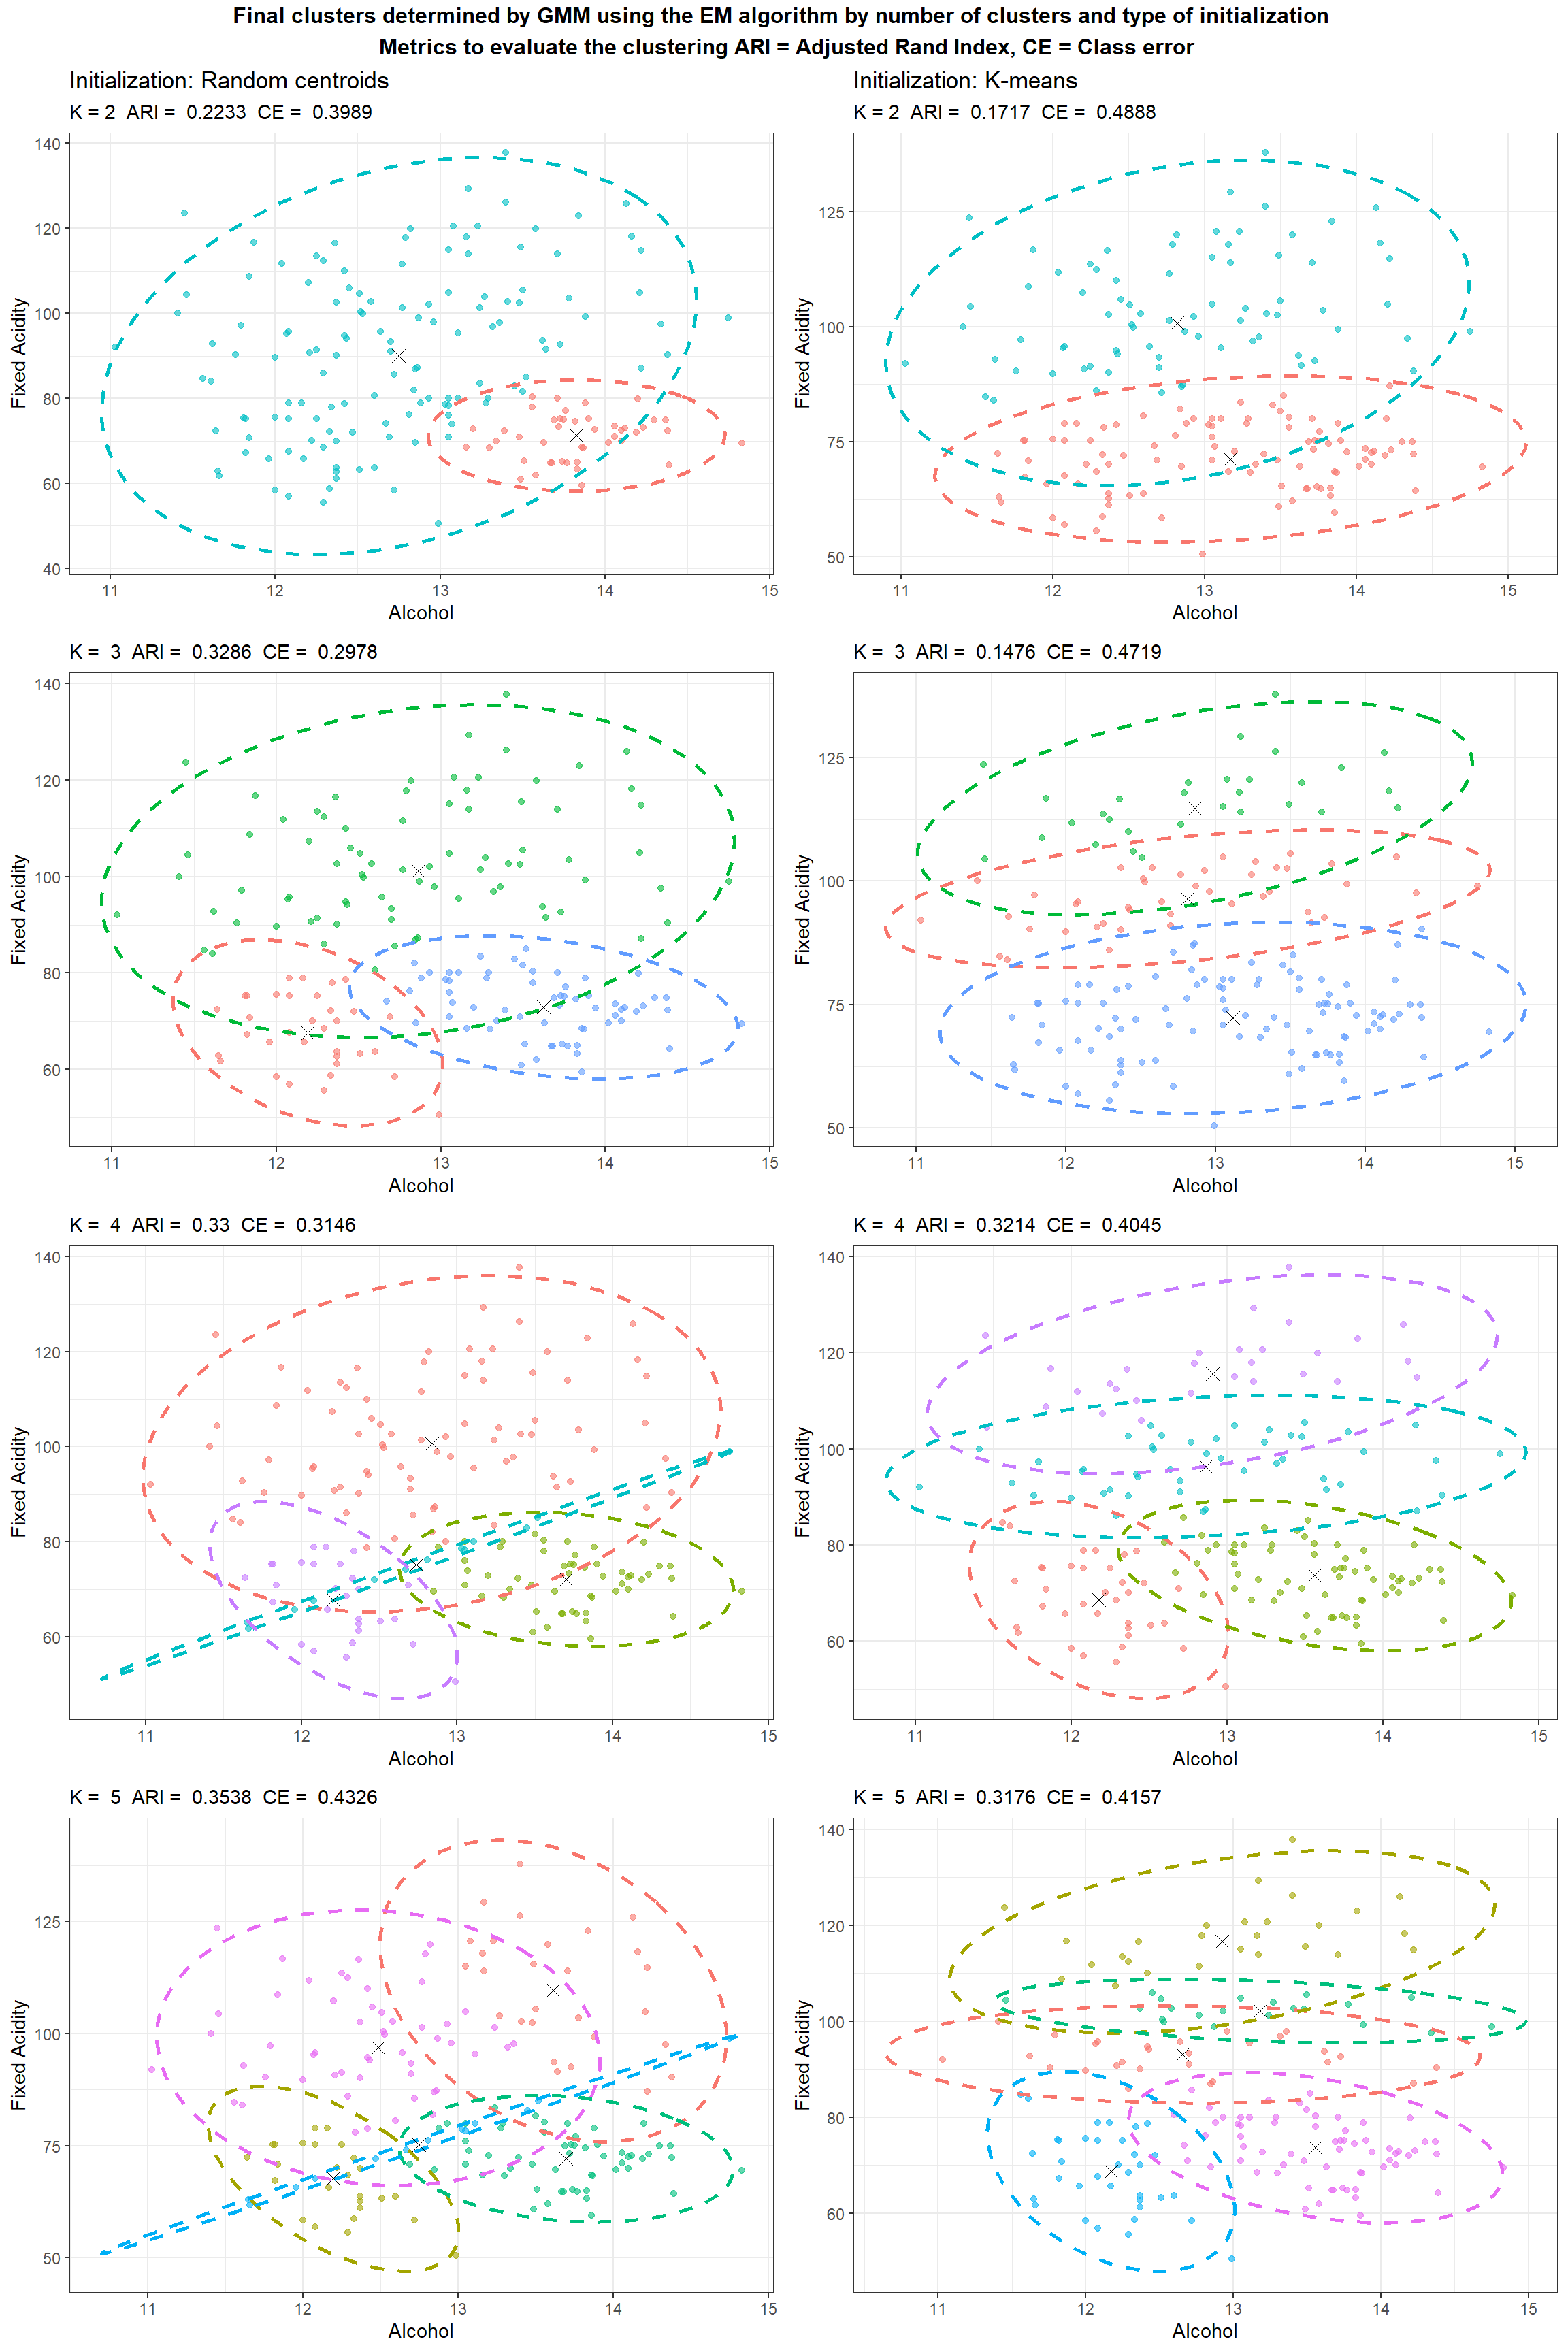 Final clusters determined by GMM using the EM algorithm by number of clusters and type of initialization
Metrics to evaluate the clustering ARI = Adjusted Rand Index, CE = Class error
Initialization: Random centroids
K = 2 ARI = 0.2233 CE = 0.3989
140
120
100
80
60
40
Fixed Acidity
11 12 13 14 15
Alcohol
Initialization: K-means
K = 2 ARI = 0.1717 CE = 0.4888
125
100
75
50
Fixed Acidity
11 12 13 14 15
Alcohol
K = 3 ARI = 0.3286 CE = 0.2978
140
120
100
80
60
Fixed Acidity
11 12 13 14 15
Alcohol
K = 3 ARI = 0.1476 CE = 0.4719
125
100
75
50
Fixed Acidity
11 12 13 14 15
Alcohol
K = 4 ARI = 0.33 CE = 0.3146
140
120
100
80
60
Fixed Acidity
11 12 13 14 15
Alcohol
K = 4 ARI = 0.3214 CE = 0.4045
140
120
100
80
60
Fixed Acidity
11 12 13 14 15
Alcohol
K = 5 ARI = 0.3538 CE = 0.4326
125
100
75
50
Fixed Acidity
11 12 13 14 15
Alcohol
K = 5 ARI = 0.3176 CE = 0.4157
140
120
100
80
60
Fixed Acidity
11 12 13 14 15
Alcohol